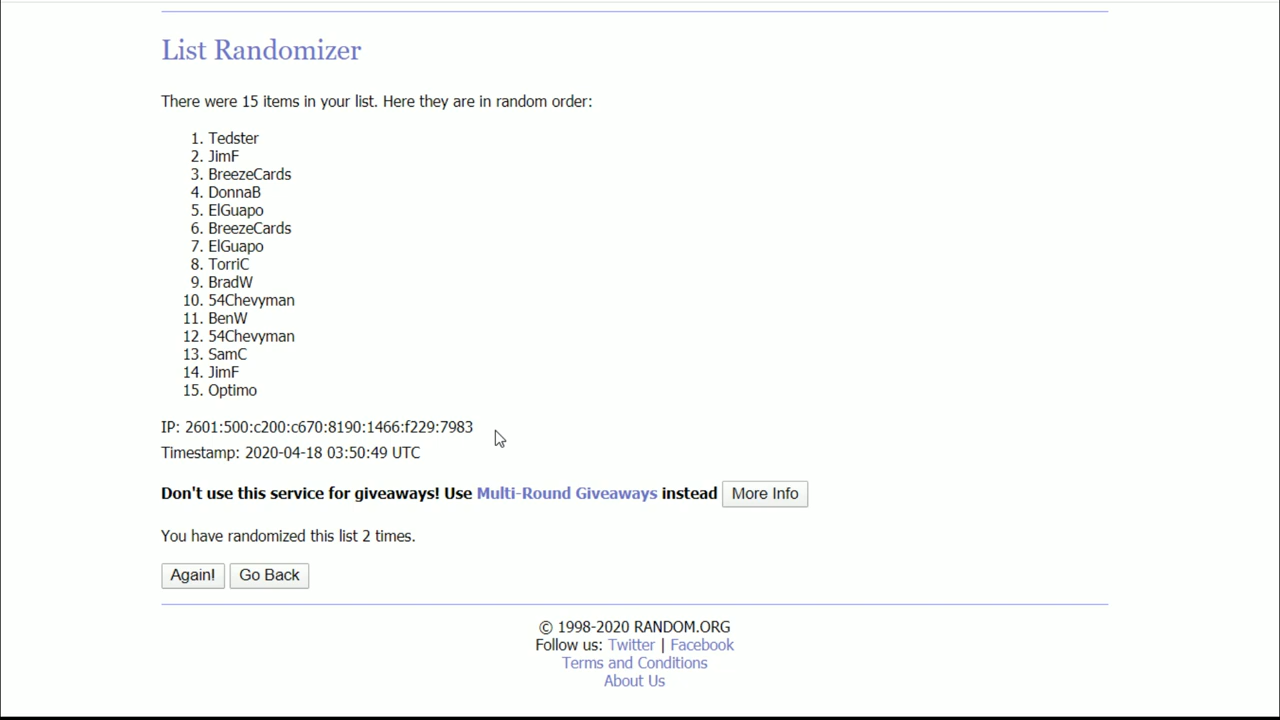 List Randomizer
There were 15 items in your list. Here they are in random order:
1. Tedster
2. JimF
3. BreezeCards
4. DonnaB
5. ElGuapo
6. BreezeCards
7. ElGuapo
8. TorriC
9. BradW
10. 54Chevyman
11. BenW
12. 54Chevyman
13. SamC
14. JimF
15. Optimo
IP: 2601:500:c200:c670:8190:1466:f229:7983
Timestamp: 2020-04-18 03:50:49 UTC
Don't use this service for giveaways! Use Multi-Round Giveaways instead More Info
You have randomized this list 2 times.
Again! Go Back
© 1998-2020 RANDOM.ORG
Follow us: Twitter | Facebook
Terms and Conditions
About Us